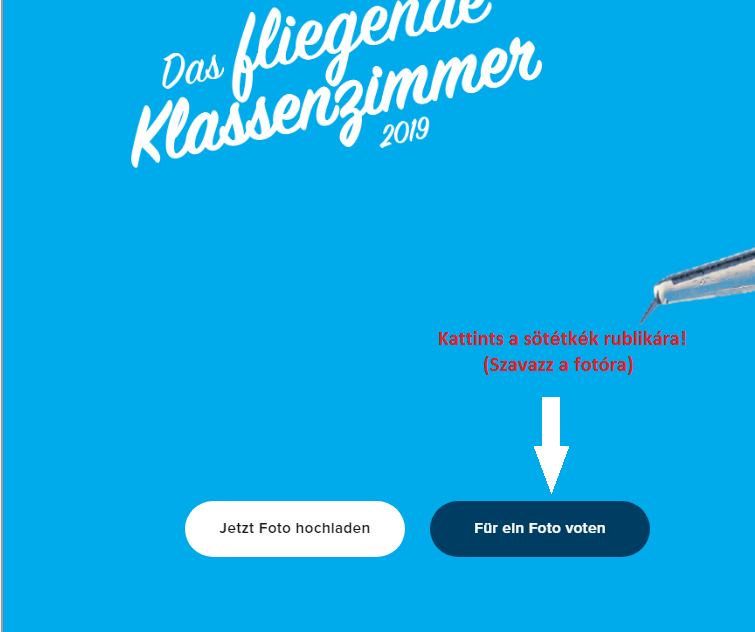 Das fliegende
Klassenzimmer
2019
Kattints a sötétkék rublikára!
(Szavazz a fotóra)
Jetzt Foto hochladen
Für ein Foto voten